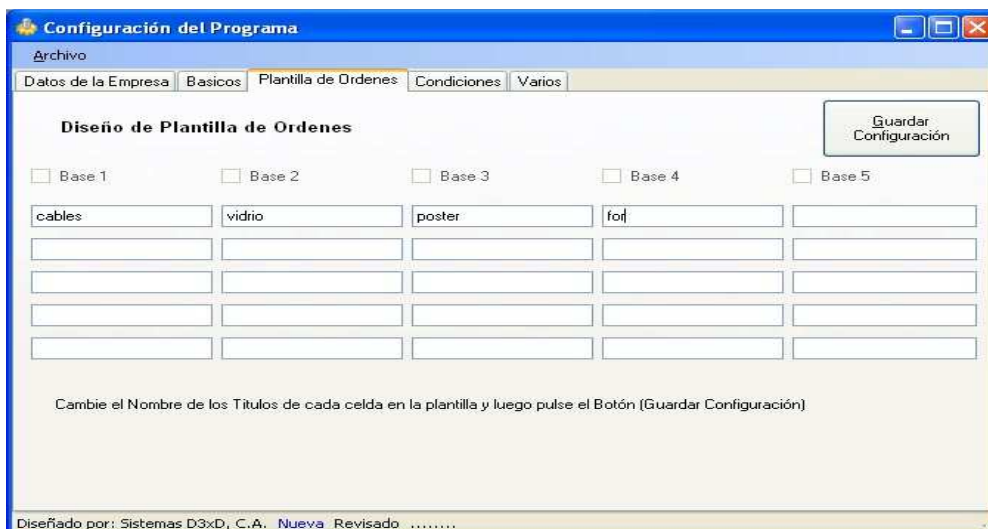 Configuración del Programa
Archivo
Datos de la Empresa Basicos Plantilla de Ordenes Condiciones Varios
Diseño de Plantilla de Ordenes
Guardar
Configuración
Base 1 Base 2 Base 3 Base 4 Base 5
cables vidrio poster for
Cambie el Nombre de los Titulos de cada celda en la plantilla y luego pulse el Botón (Guardar Configuración)
Diseñado por: Sistemas D3xD, C.A. Nueva Revisado ........